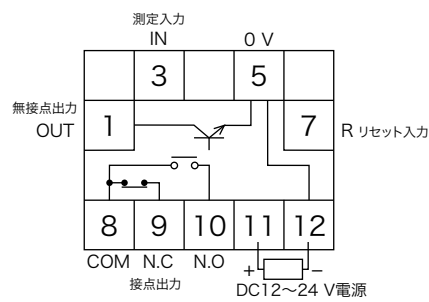 測定入力
IN
0 V
3
5
無接点出力
OUT
1
7
R リセット入力
8
9
10
11
12
COM
N.C
N.O
接点出力
+
−
DC12～24 V電源